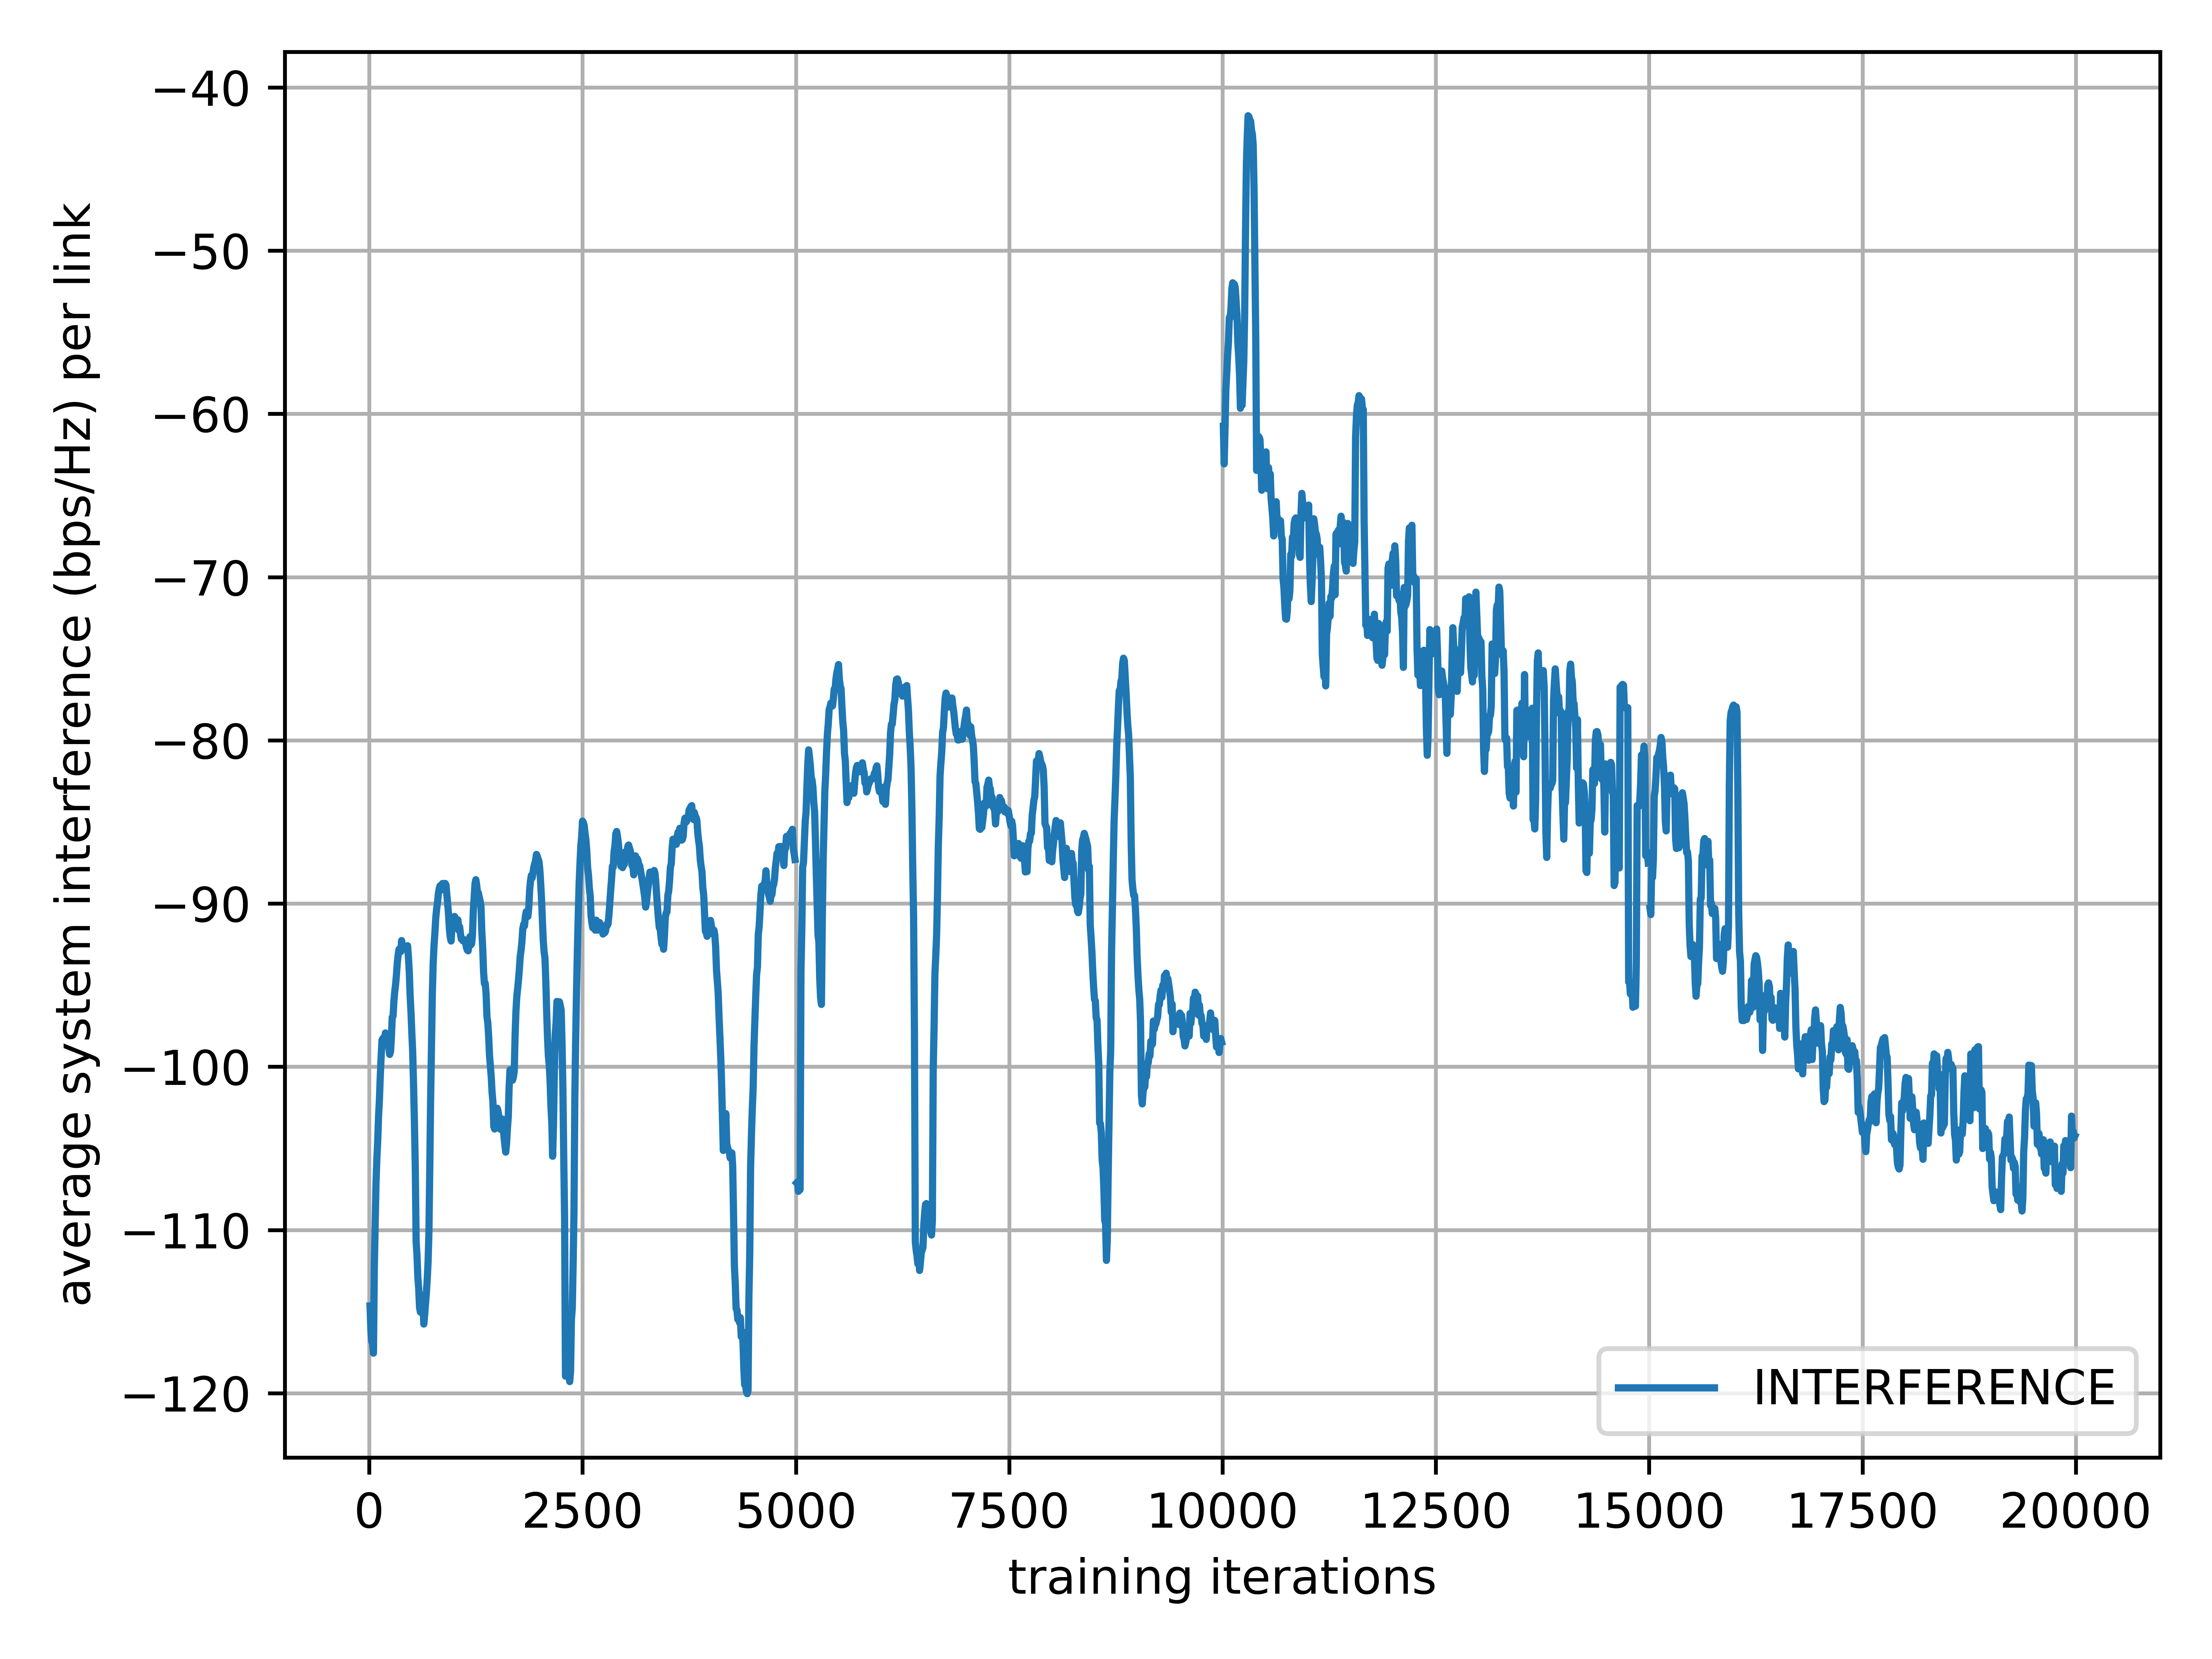 average system interference (bps/Hz) per link
−40
−50
−60
−70
−80
−90
−100
−110
−120
INTERFERENCE
0 2500 5000 7500 10000 12500 15000 17500 20000
training iterations